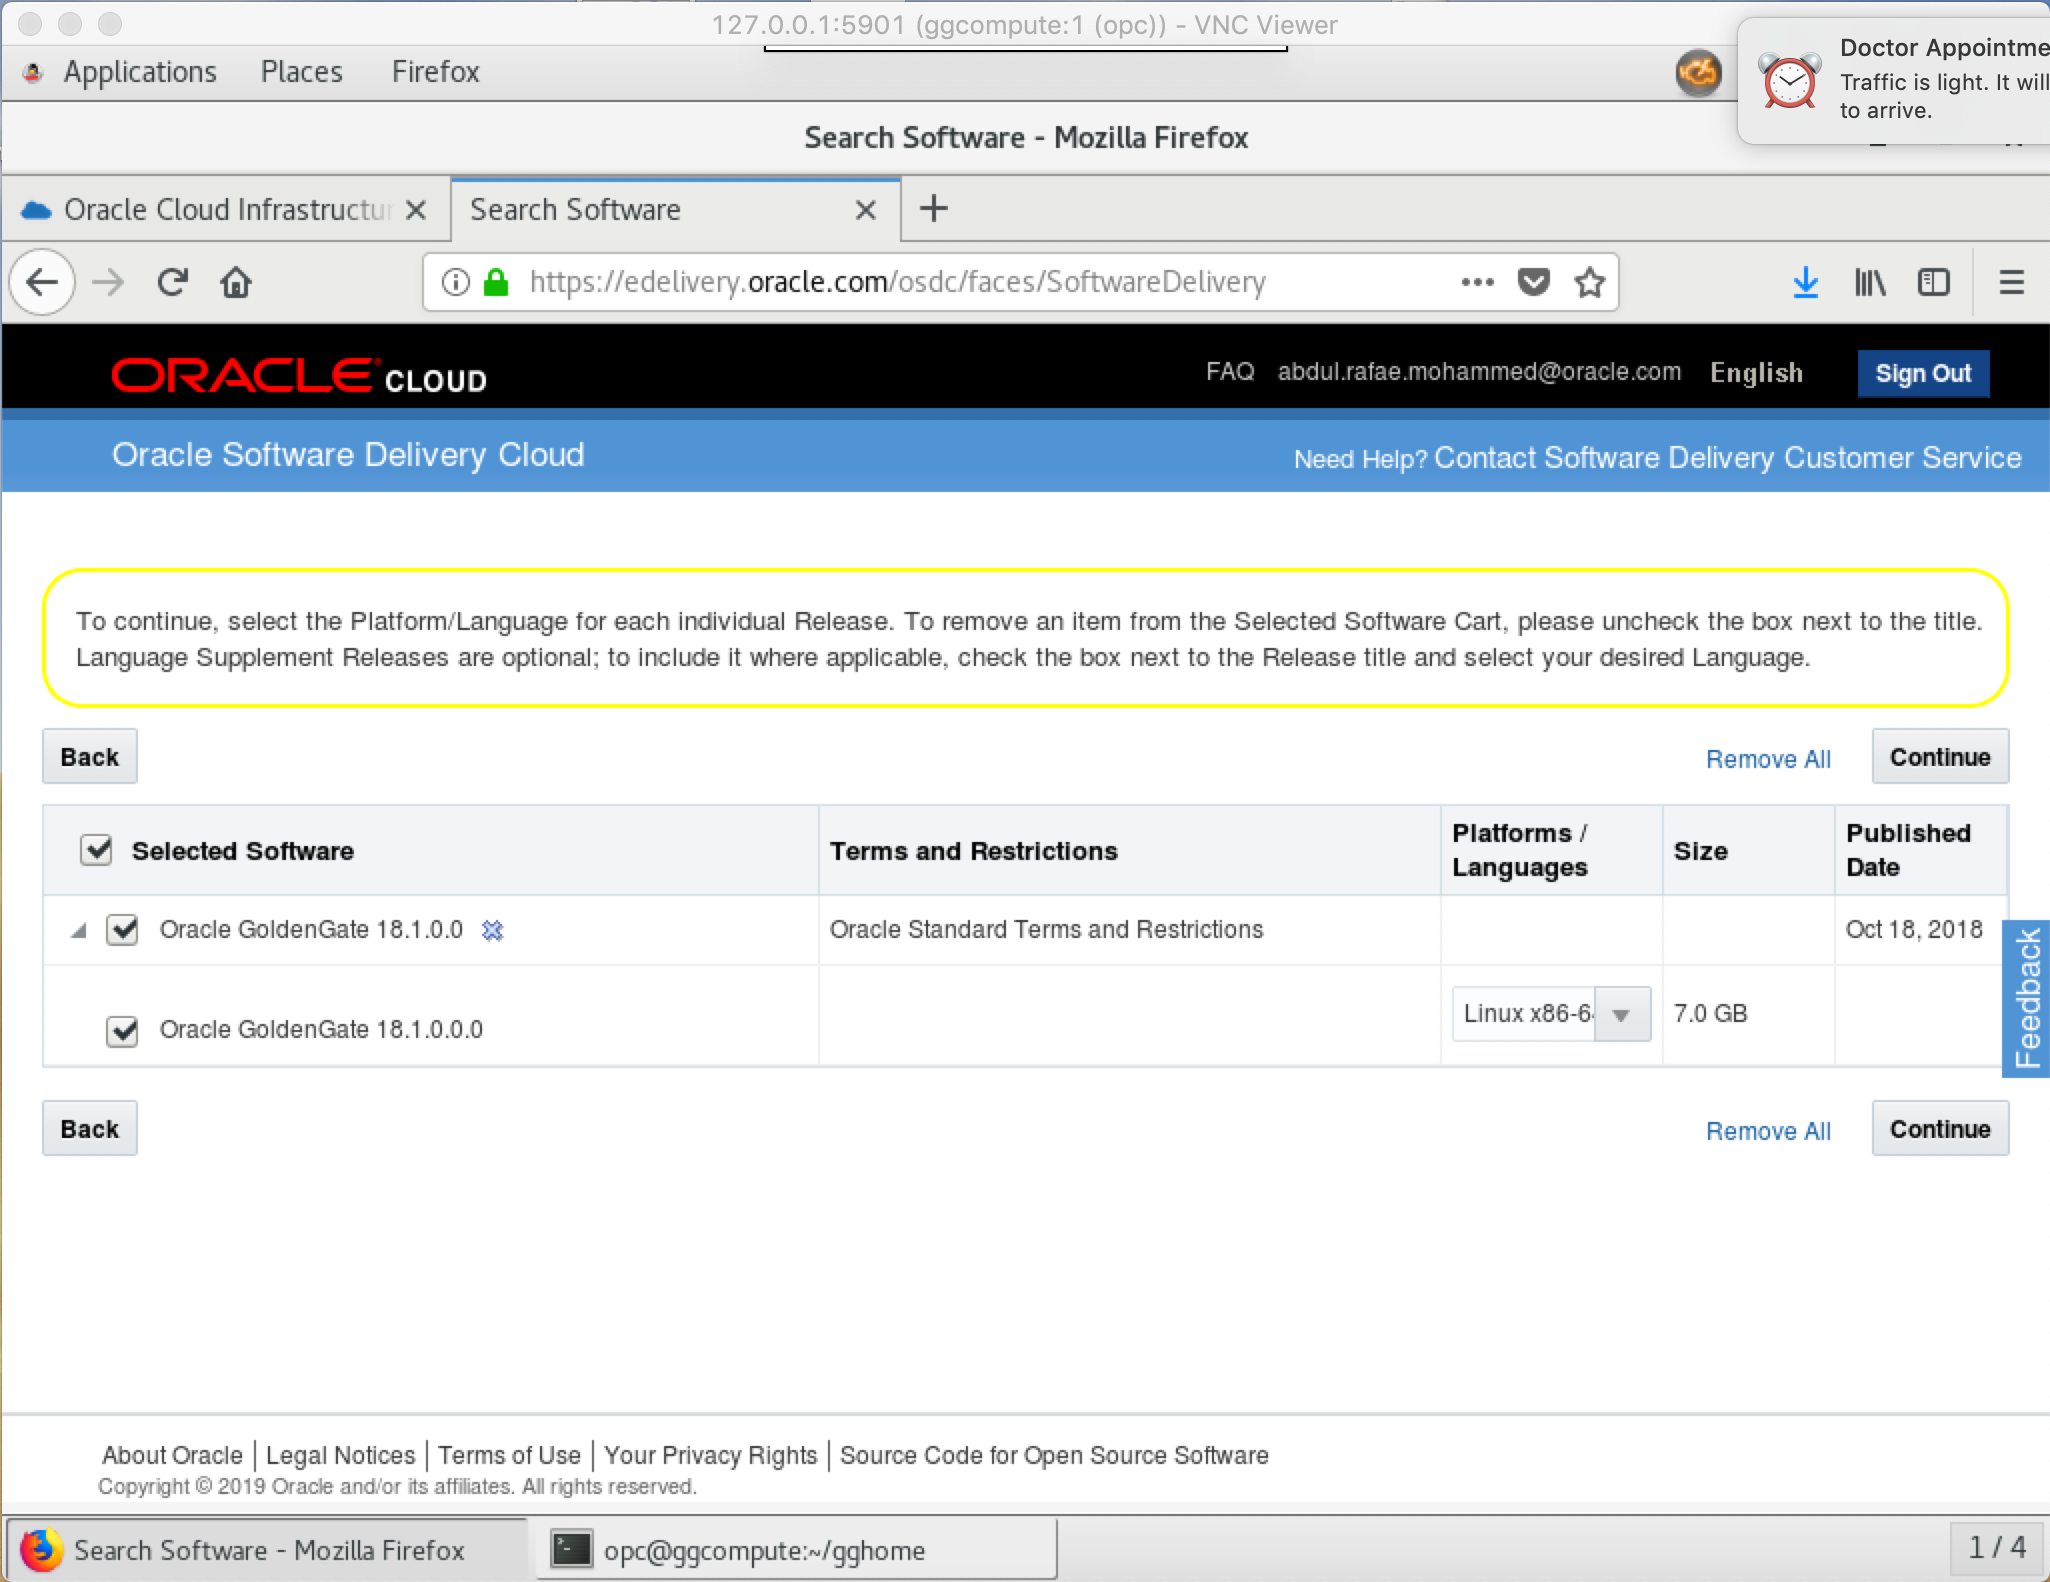 127.0.0.1:5901 (ggcompute:1 (opc)) - VNC Viewer
Doctor Appointme
Traffic is light. It will
to arrive.
Applications Places Firefox
Search Software - Mozilla Firefox
Oracle Cloud Infrastructur
Search Software
https://edelivery.oracle.com/osdc/faces/SoftwareDelivery
ORACLE CLOUD
FAQ abdul.rafae.mohammed@oracle.com English Sign Out
Oracle Software Delivery Cloud
Need Help? Contact Software Delivery Customer Service
To continue, select the Platform/Language for each individual Release. To remove an item from the Selected Software Cart, please uncheck the box next to the title.
Language Supplement Releases are optional; to include it where applicable, check the box next to the Release title and select your desired Language.
Back Remove All Continue
Selected Software Terms and Restrictions Platforms / Languages Size Published Date
Oracle GoldenGate 18.1.0.0 Oracle Standard Terms and Restrictions Oct 18, 2018
Oracle GoldenGate 18.1.0.0.0 Linux x86-6 7.0 GB
Feedback
Back Remove All Continue
About Oracle | Legal Notices | Terms of Use | Your Privacy Rights | Source Code for Open Source Software
Copyright © 2019 Oracle and/or its affiliates. All rights reserved.
Search Software - Mozilla Firefox
opc@ggcompute:~/gghome
1 / 4